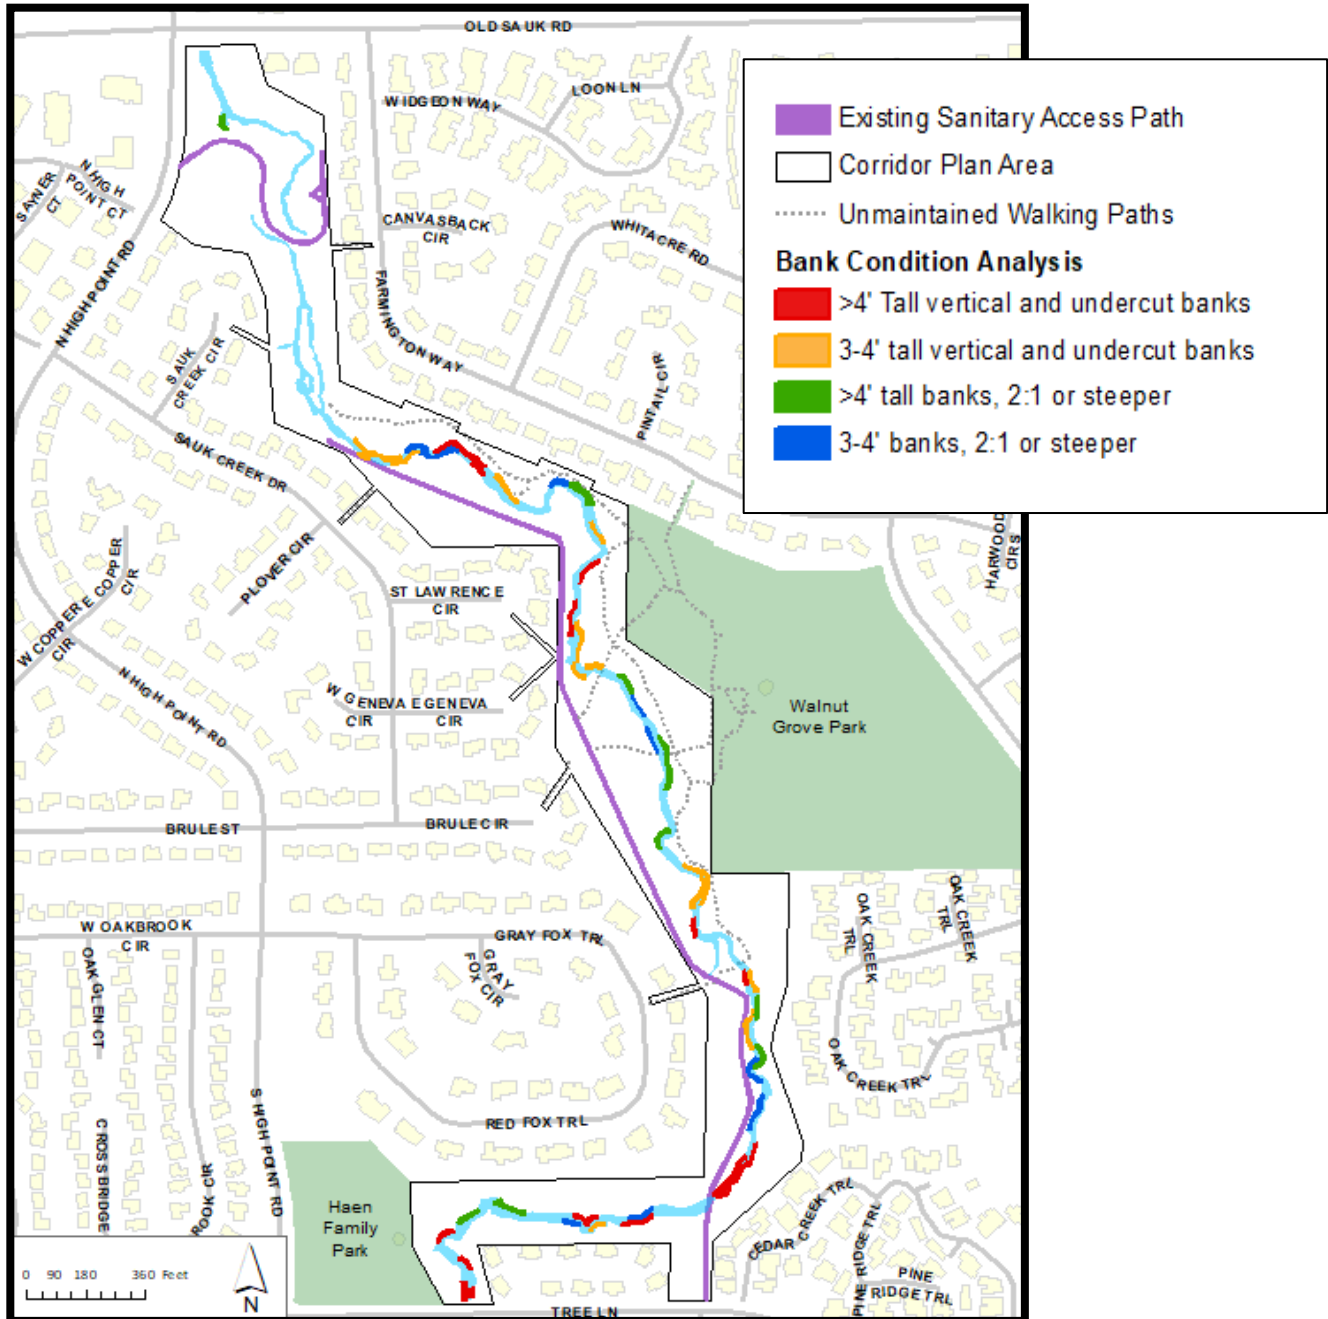 OLD SAUK RD
WIDGEON WAY
LOON LN
Existing Sanitary Access Path
Corridor Plan Area
Unmaintained Walking Paths
Bank Condition Analysis
>4' Tall vertical and undercut banks
3-4' tall vertical and undercut banks
>4' tall banks, 2:1 or steeper
3-4' banks, 2:1 or steeper
SAYNER
CT
N HIGH
POINT CT
CANVASBACK
CIR
WHITACRE RD
N HIGH POINT RD
FARMINGTON WAY
SAUK
CREEK CIR
PINTAIL CIR
SAUK CREEK DR
HARWOOD
CIRS
W COPPER E COPPER
CIR
CIR
PLOVER CIR
ST LAWRENCE
CIR
N HIGH POINT RD
W GENEVA E GENEVA
CIR
CIR
Walnut
Grove Park
BRULE ST
BRULE CIR
W OAKBROOK
CIR
OAK GLEN CT
GRAY FOX TRL
GRAY
FOX CIR
OAK CREEK
TRL
OAK CREEK
TRL
OAK CREEK TRL
RED FOX TRL
CROSSBRIDGE
ROOK CIR
S HIGH POINT RD
Haen
Family
Park
CEDAR CREEK TRL
PINE RIDGE TRL
PINE
RIDGE TRL
0 90 180 360 Feet
N
TREE LN